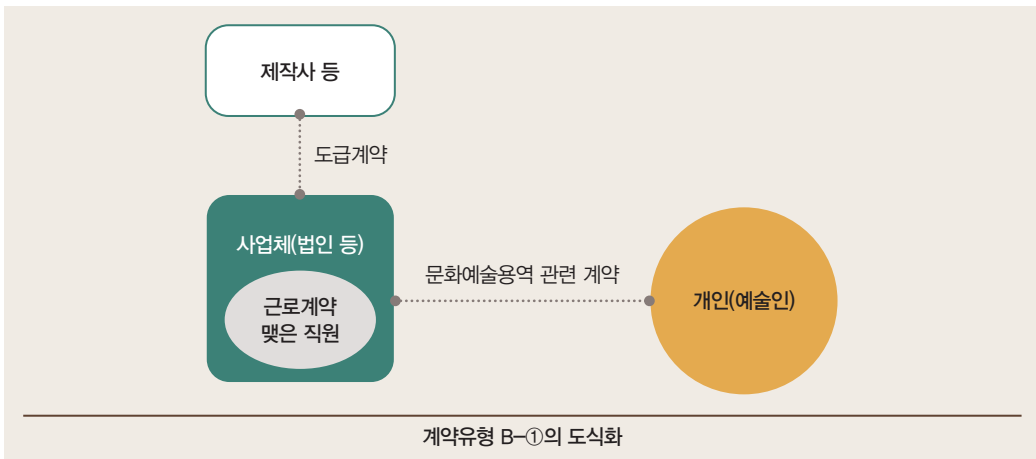 제작사 등
도급계약
사업체(법인 등)
근로계약
맺은 직원
문화예술용역 관련 계약
개인(예술인)
계약유형 B-①의 도식화